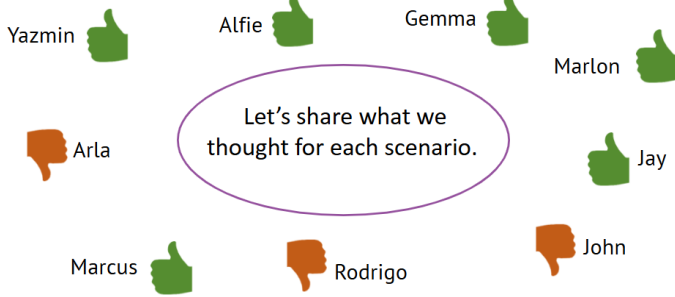 Yazmin
Alfie
Gemma
Marlon
Let’s share what we
thought for each scenario.
Arla
Jay
Marcus
Rodrigo
John